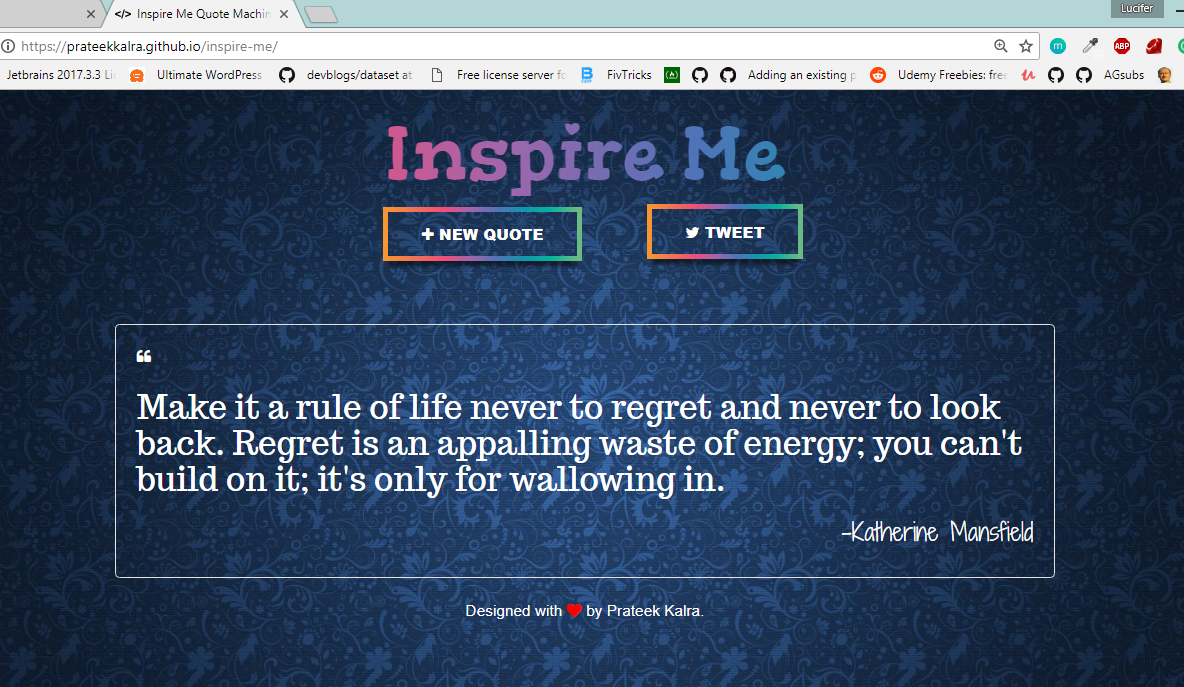 Lucifer
</> Inspire Me Quote Machin
https://prateekkalra.github.io/inspire-me/
m ABP
Jetbrains 2017.3.3 Li Ultimate WordPress devblogs/dataset at Free license server fo FivTricks Adding an existing p Udemy Freebies: free AGsubs
Inspire Me
NEW QUOTE TWEET
Make it a rule of life never to regret and never to look
back. Regret is an appalling waste of energy; you can't
build on it; it's only for wallowing in.
-Katherine Mansfield
Designed with ❤ by Prateek Kalra.